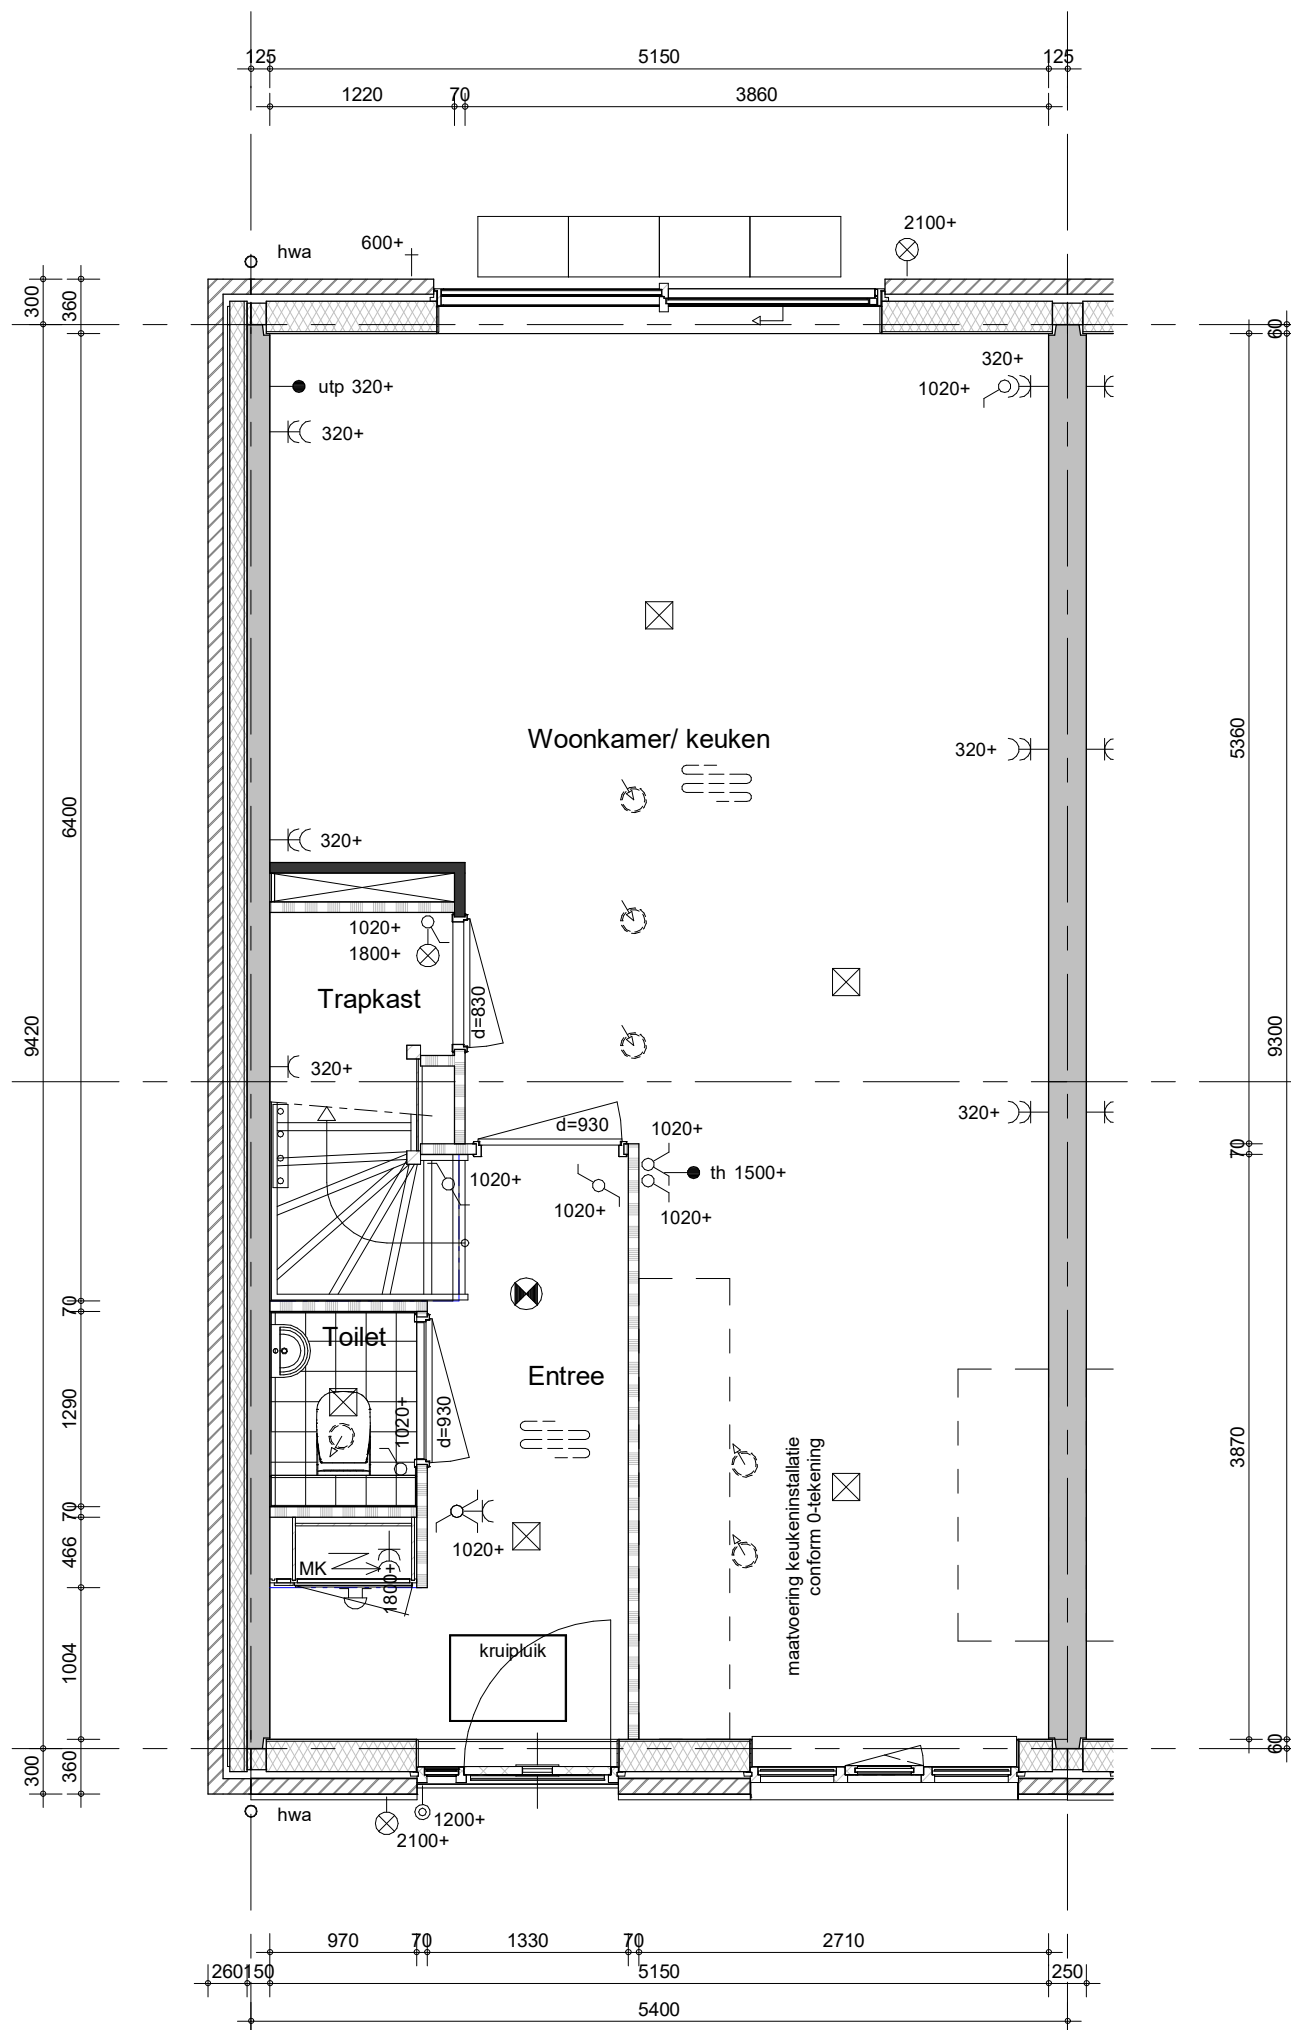 125 5150 125
1220 70 3860
hwa
600+
2100+
300
360
60
utp 320+
320+
1020+
320+
Woonkamer/ keuken
320+
5360
6400
320+
1020+
1800+
Trapkast
d=830
9420
9300
320+
320+
d=930
1020+
70
th 1500+
1020+
1020+
1020+
70
Toilet
Entree
1290
1020+
d=930
3870
maatvoering keukeninstallatie
conform 0-tekening
70
466
1020+
MK
1800+
1004
kruipluik
300
360
60
hwa
1200+
2100+
970 70 1330 70 2710
260 150 5150 250
5400